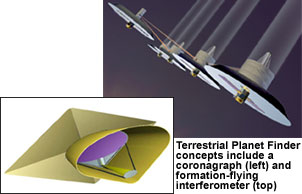 Terrestrial Planet Finder
concepts include a
coronagraph (left) and
formation-flying
interferometer (top)